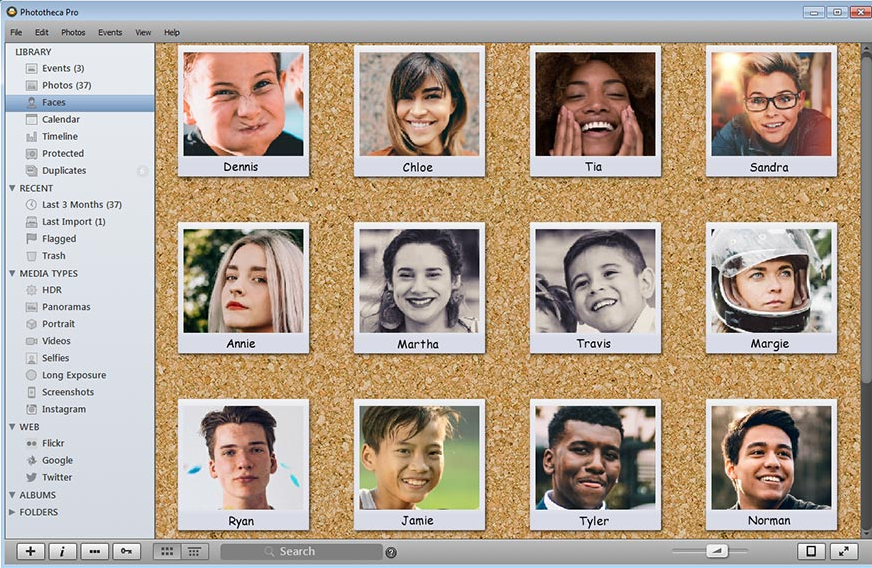 Phototheca Pro
File Edit Photos Events View Help
LIBRARY
Events (3)
Photos (37)
Faces
Calendar
Timeline
Protected
Duplicates
RECENT
Last 3 Months (37)
Last Import (1)
Flagged
Trash
MEDIA TYPES
HDR
Panoramas
Portrait
Videos
Selfies
Long Exposure
Screenshots
Instagram
WEB
Flickr
Google
Twitter
ALBUMS
FOLDERS
Dennis Chloe Tia Sandra
Annie Martha Travis Margie
Ryan Jamie Tyler Norman
Search